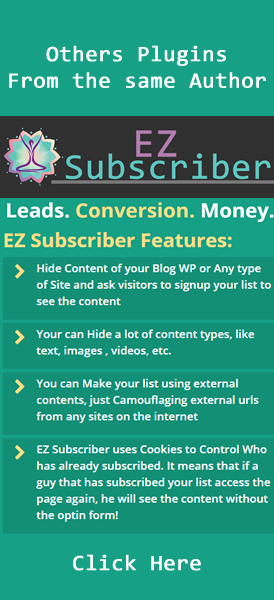 Others Plugins
From the same Author
EZ
Subscriber
Leads. Conversion. Money.
EZ Subscriber Features:
Hide Content of your Blog WP or Any type
of Site and ask visitors to signup your list to
see the content
Your can Hide a lot of content types, like
text, images , videos, etc.
You can Make your list using external
contents, just Camouflaging external urls
from any sites on the internet
EZ Subscriber uses Cookies to Control Who
has already subscribed. It means that if a
guy that has subscribed your list access the
page again, he will see the content without
the optin form!
Click Here